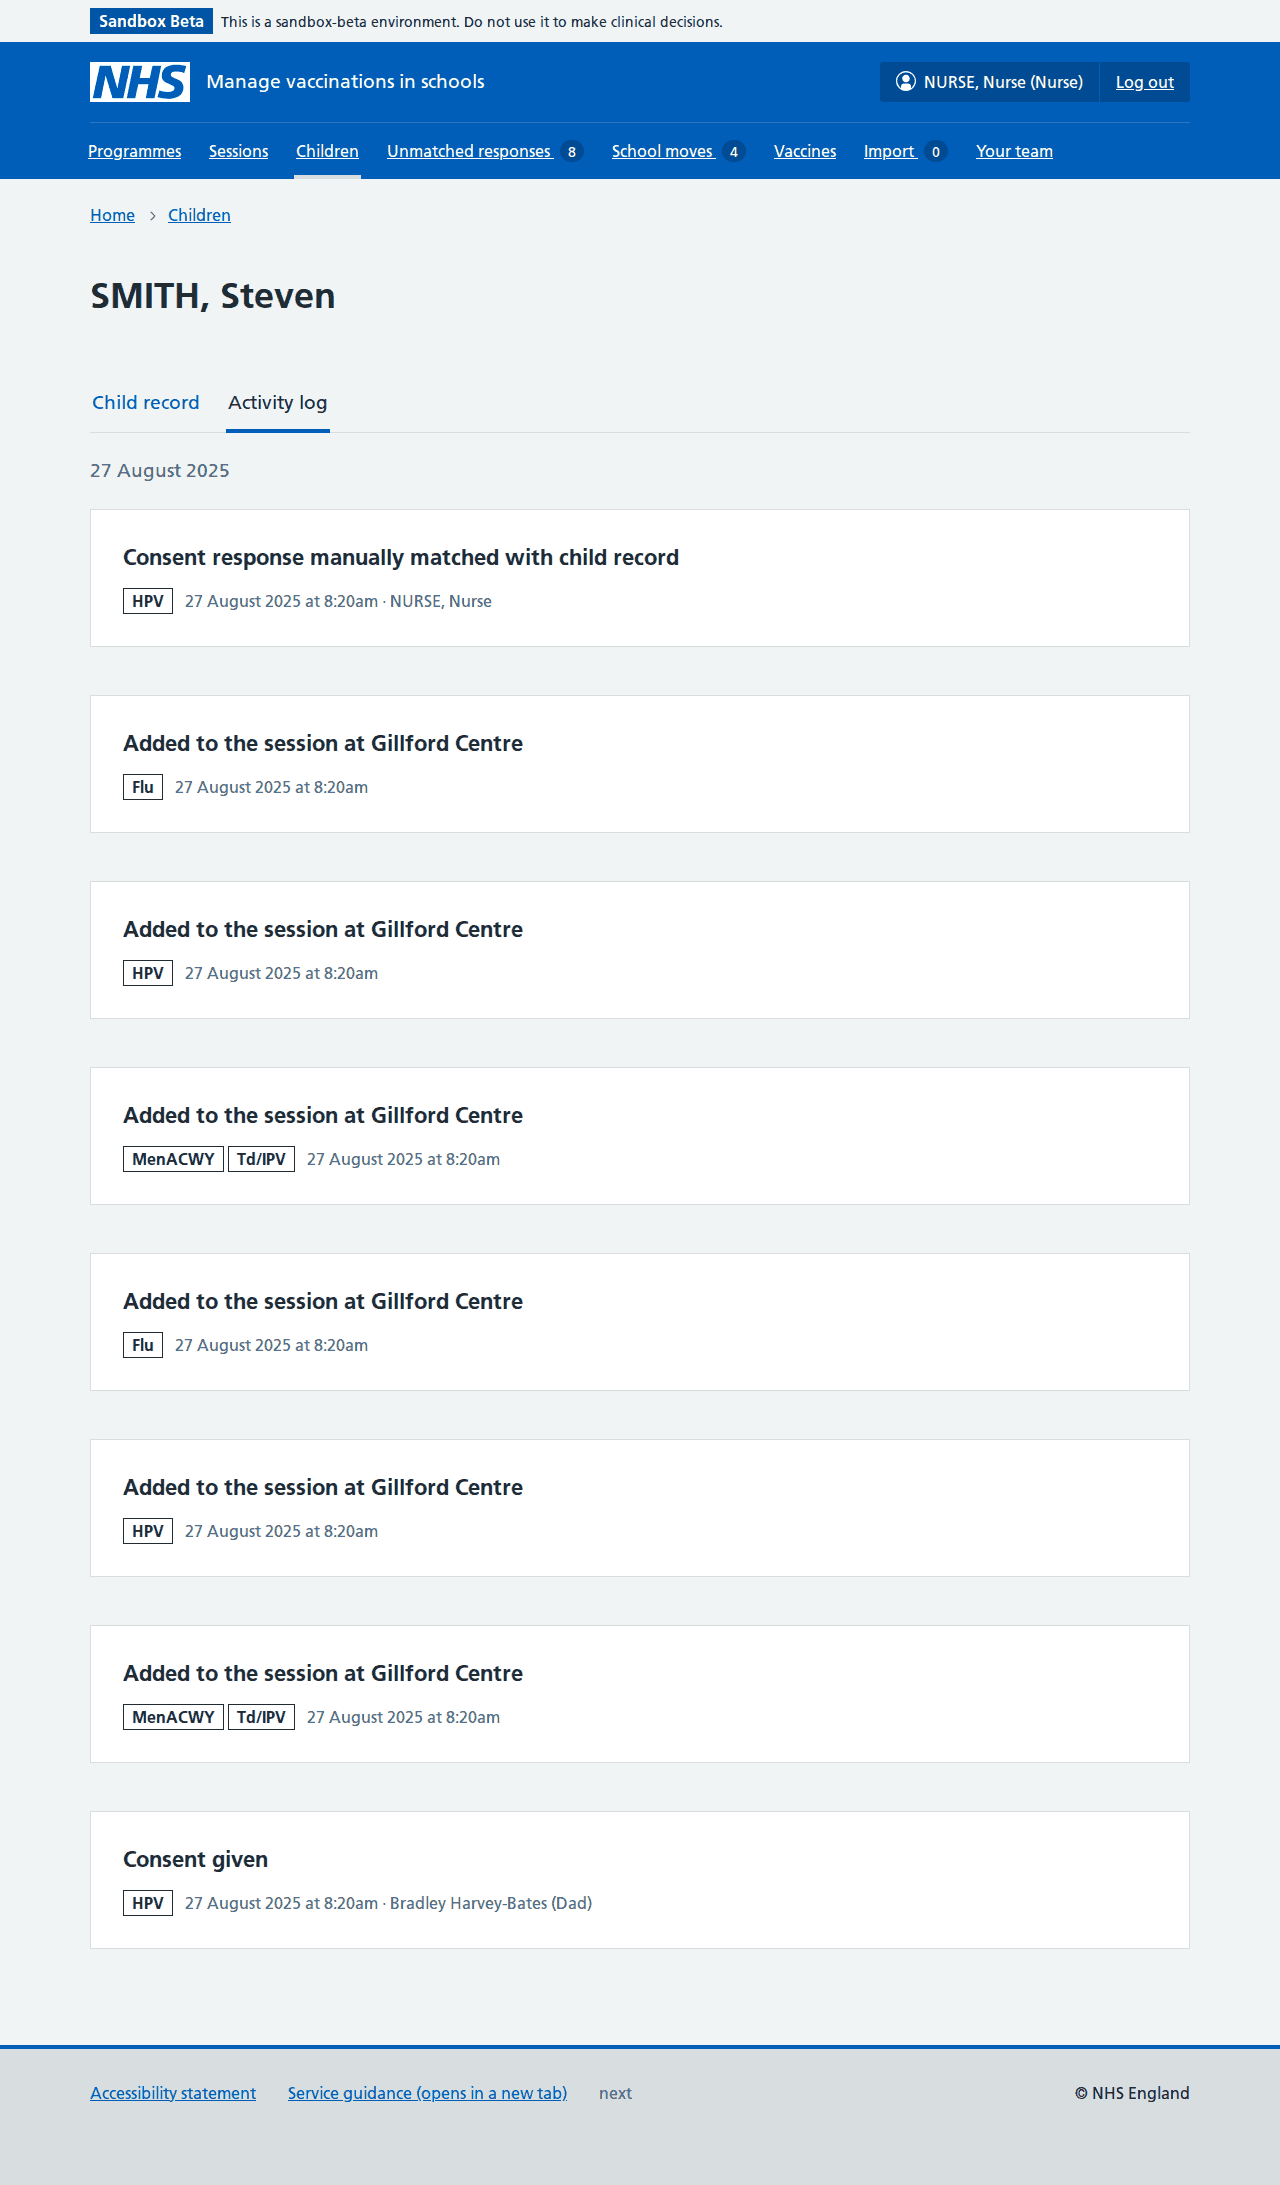 Sandbox Beta This is a sandbox-beta environment. Do not use it to make clinical decisions.
NHS Manage vaccinations in schools NURSE, Nurse (Nurse) Log out
Programmes Sessions Children Unmatched responses 8 School moves 4 Vaccines Import 0 Your team
Home Children
SMITH, Steven
Child record Activity log
27 August 2025
Consent response manually matched with child record
HPV 27 August 2025 at 8:20am · NURSE, Nurse
Added to the session at Gillford Centre
Flu 27 August 2025 at 8:20am
Added to the session at Gillford Centre
HPV 27 August 2025 at 8:20am
Added to the session at Gillford Centre
MenACWY Td/IPV 27 August 2025 at 8:20am
Added to the session at Gillford Centre
Flu 27 August 2025 at 8:20am
Added to the session at Gillford Centre
HPV 27 August 2025 at 8:20am
Added to the session at Gillford Centre
MenACWY Td/IPV 27 August 2025 at 8:20am
Consent given
HPV 27 August 2025 at 8:20am · Bradley Harvey-Bates (Dad)
Accessibility statement Service guidance (opens in a new tab) next © NHS England